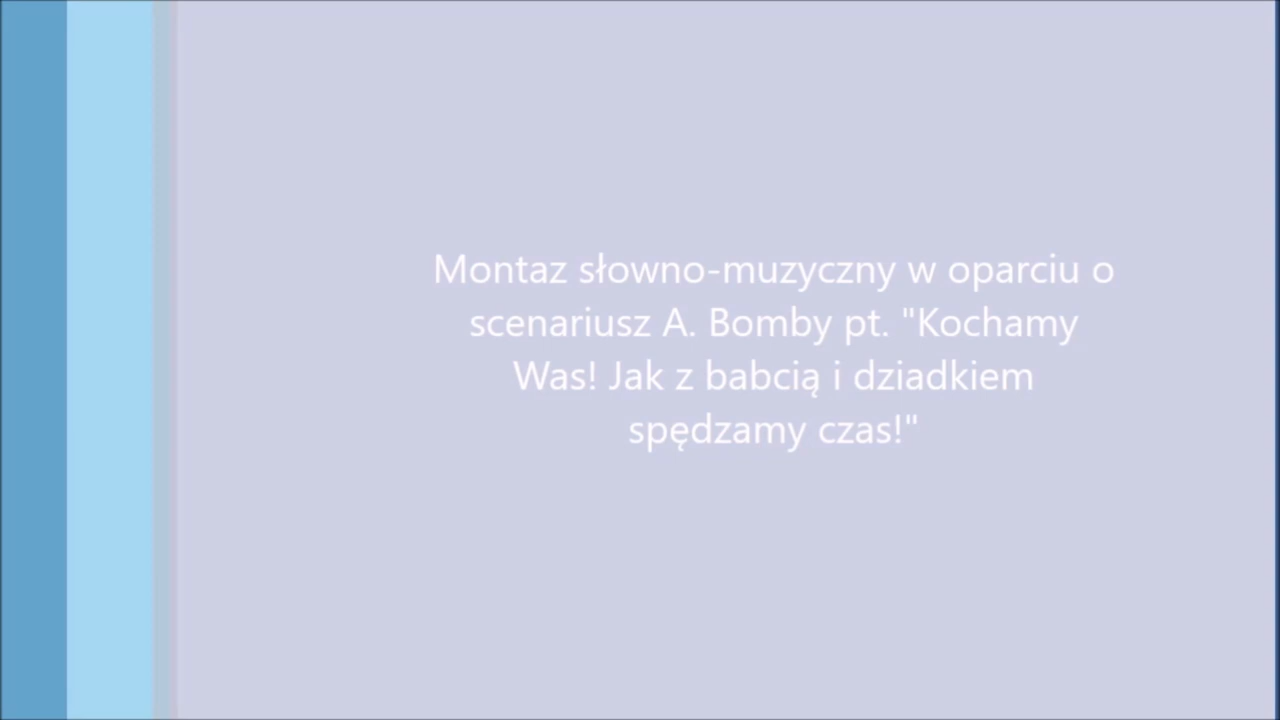 Montaz słowno-muzyczny w oparciu o
scenariusz A. Bomby pt. "Kochamy
Was! Jak z babcią i dziadkiem
spędzamy czas!"